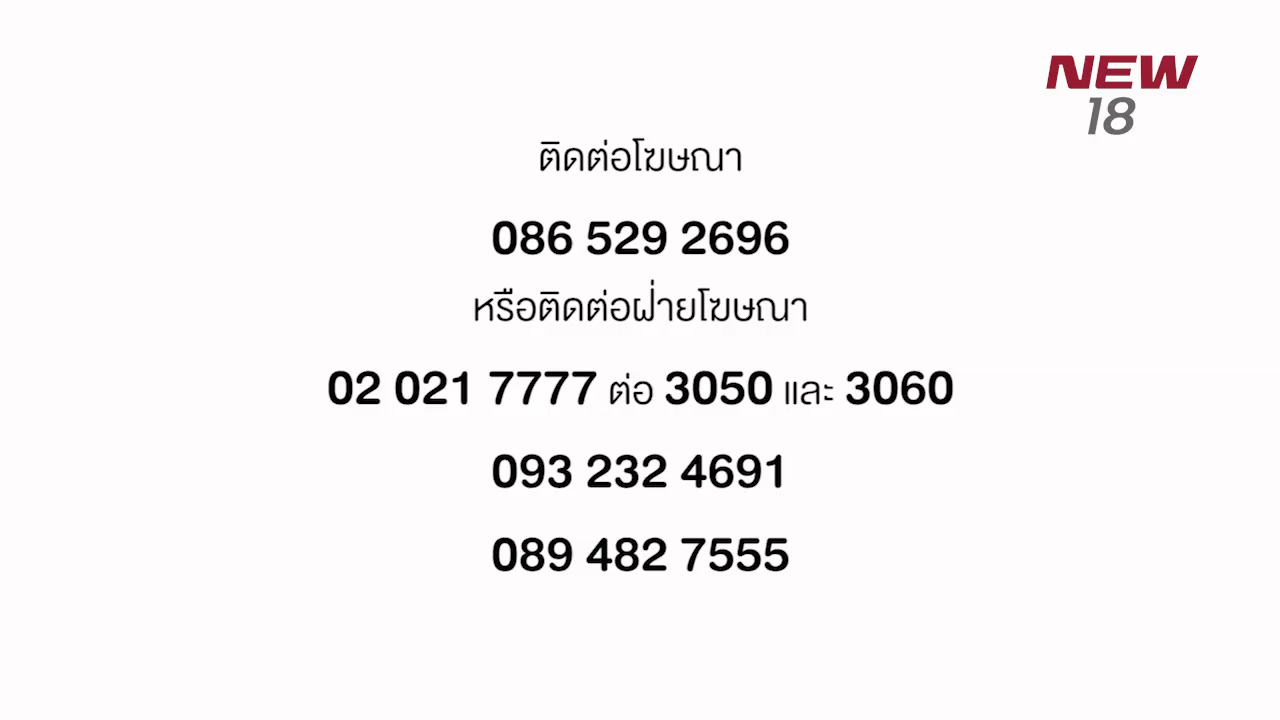 NEW
18
ติดต่อโฆษณา
086 529 2696
หรือติดต่อฝ่ายโฆษณา
02 021 7777 ต่อ 3050 และ 3060
093 232 4691
089 482 7555